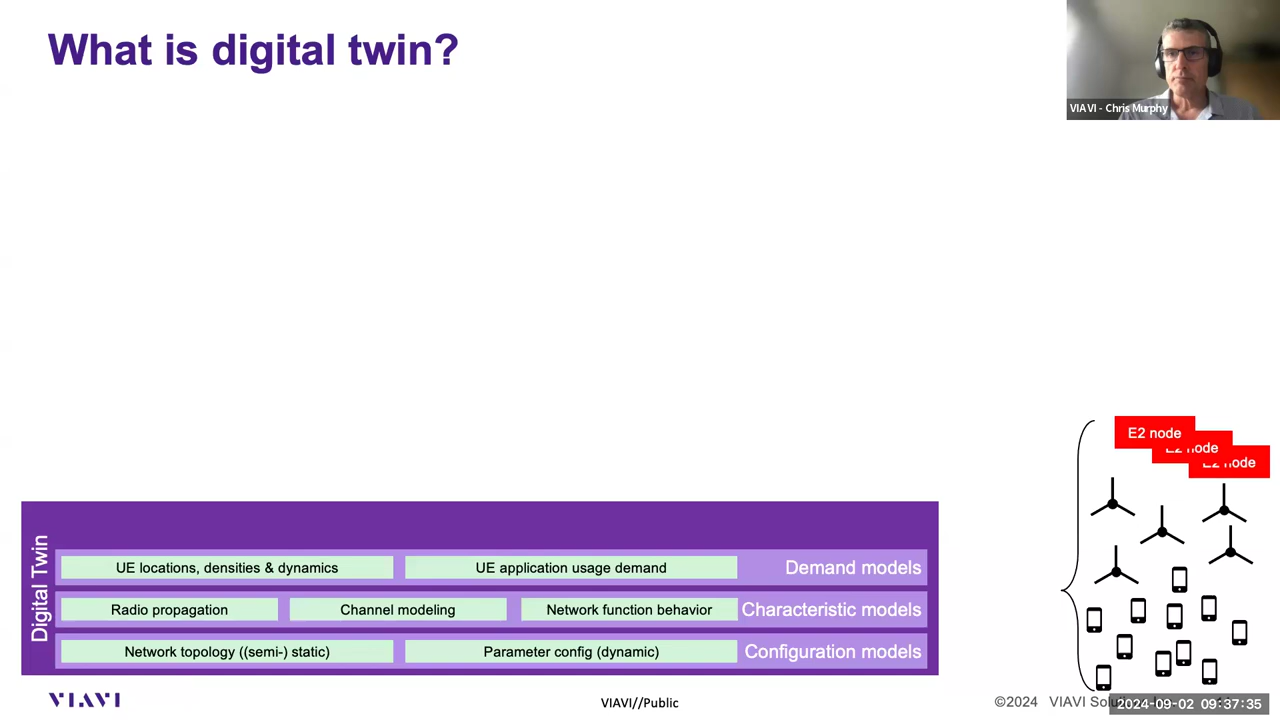 What is digital twin?
VIAVI - Chris Murphy
E2 node
E2 node
E2 node
Digital Twin
UE locations, densities & dynamics
UE application usage demand
Demand models
Radio propagation
Channel modeling
Network function behavior
Characteristic models
Network topology ((semi-) static)
Parameter config (dynamic)
Configuration models
VIAVI
VIAVI//Public
©2024 VIAVI
2024-09-02 09:37:35